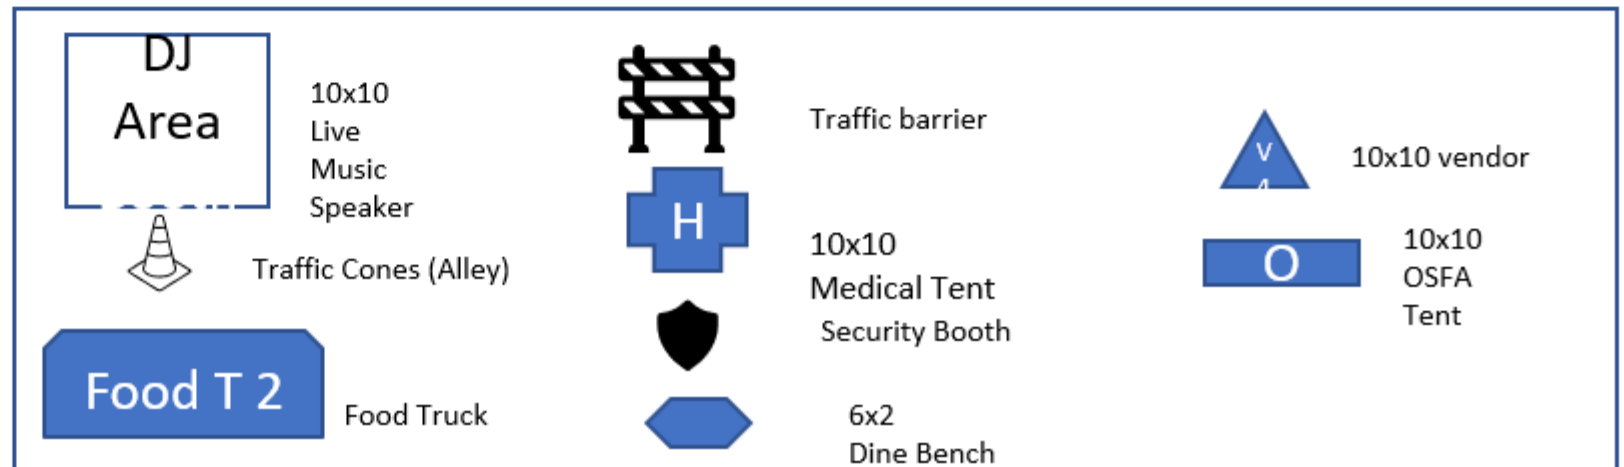 DJ
Area
10x10
Live
Music
Speaker
Traffic Cones (Alley)
Food T 2
Food Truck
Traffic barrier
H
10x10
Medical Tent
Security Booth
6x2
Dine Bench
V
10x10 vendor
O
10x10
OSFA
Tent